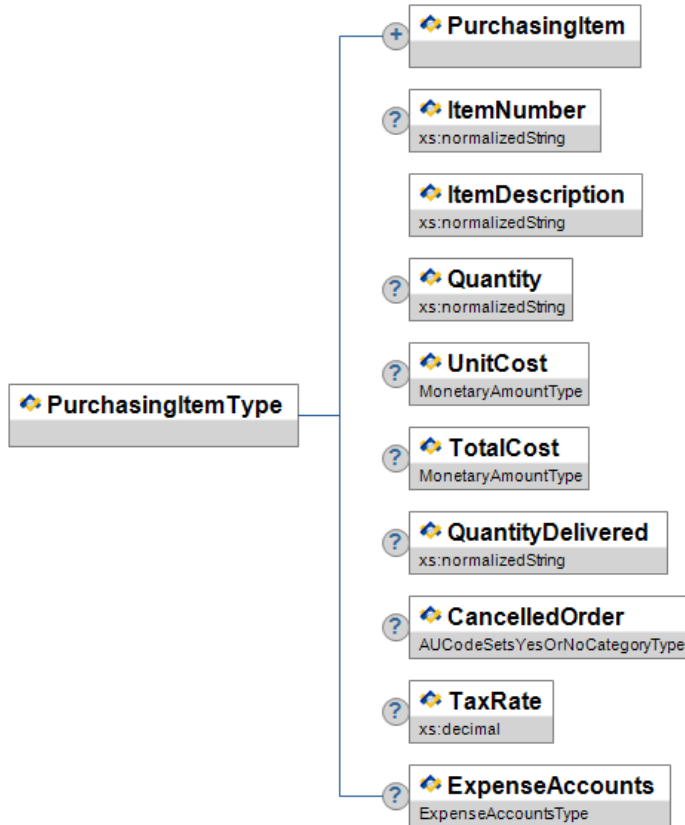 +
PurchasingItem
?
ItemNumber
xs:normalizedString
ItemDescription
xs:normalizedString
?
Quantity
xs:normalizedString
?
UnitCost
MonetaryAmountType
PurchasingItemType
?
TotalCost
MonetaryAmountType
?
QuantityDelivered
xs:normalizedString
?
CancelledOrder
AUCodeSetsYesOrNoCategoryType
?
TaxRate
xs:decimal
?
ExpenseAccounts
ExpenseAccountsType